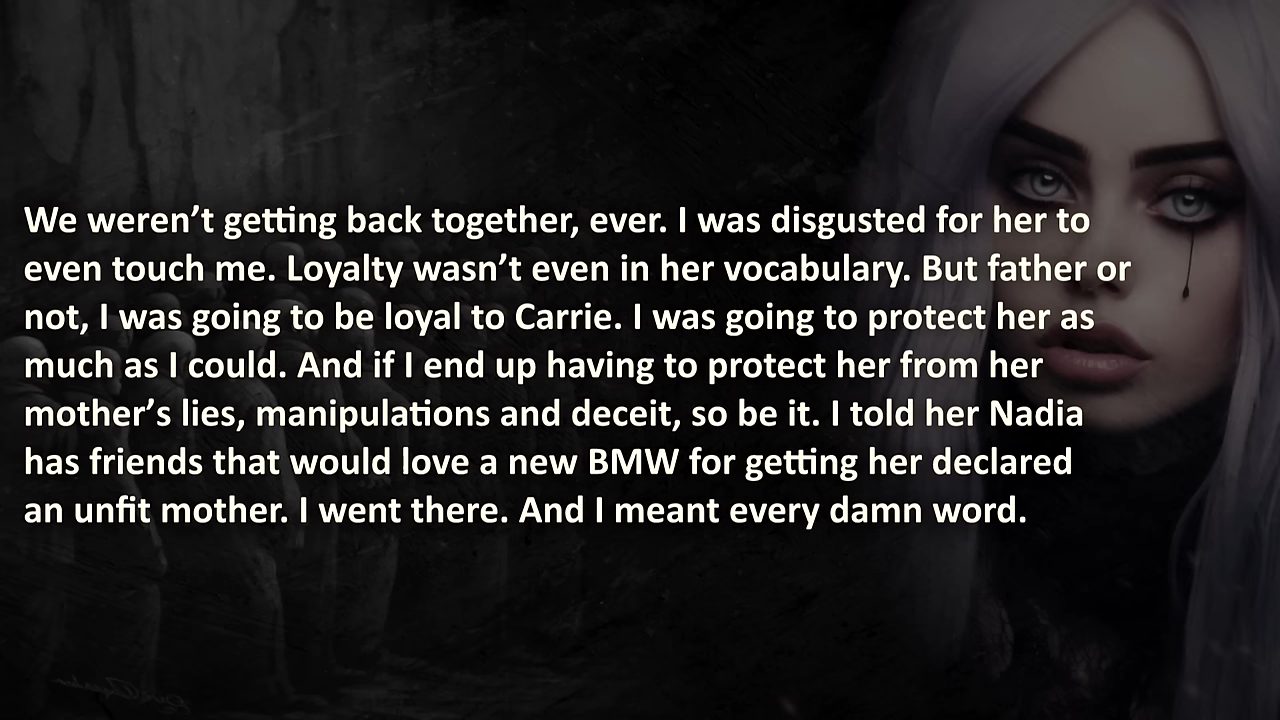 We weren’t getting back together, ever. I was disgusted for her to
even touch me. Loyalty wasn’t even in her vocabulary. But father or
not, I was going to be loyal to Carrie. I was going to protect her as
much as I could. And if I end up having to protect her from her
mother’s lies, manipulations and deceit, so be it. I told her Nadia
has friends that would love a new BMW for getting her declared
an unfit mother. I went there. And I meant every damn word.